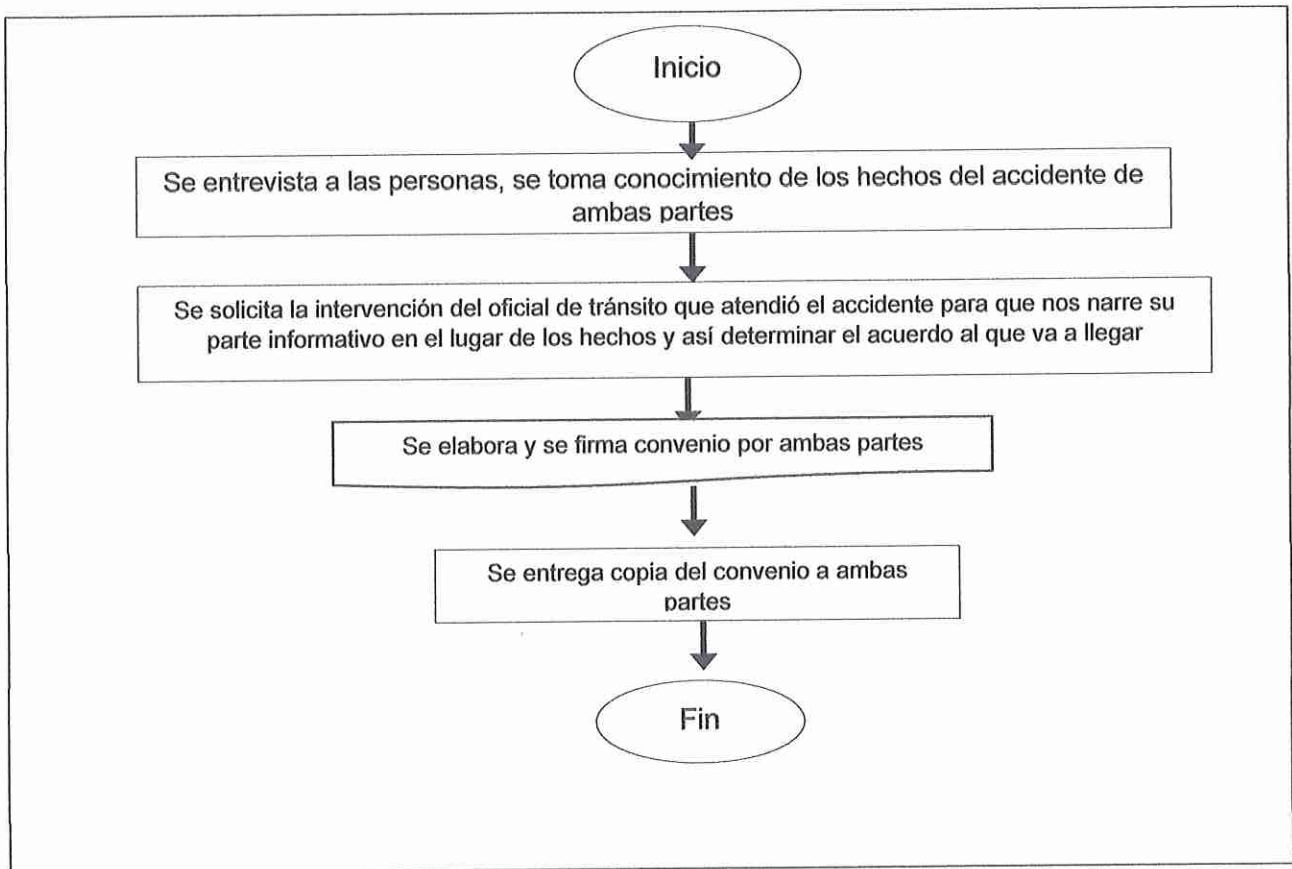 Inicio
Se entrevista a las personas, se toma conocimiento de los hechos del accidente de
ambas partes
Se solicita la intervención del oficial de tránsito que atendió el accidente para que nos narre su
parte informativo en el lugar de los hechos y así determinar el acuerdo al que va a llegar
Se elabora y se firma convenio por ambas partes
Se entrega copia del convenio a ambas
partes
Fin